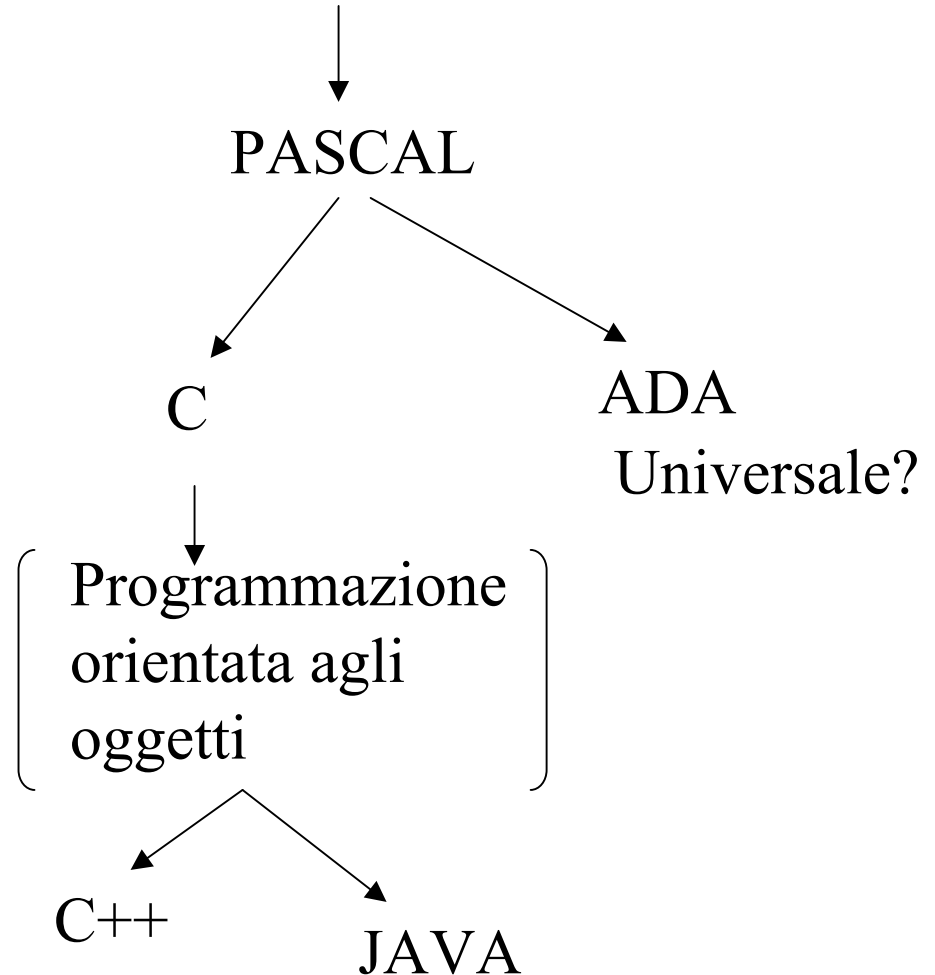 PASCAL
C
ADA
Universale?
Programmazione
orientata agli
oggetti
C++
JAVA